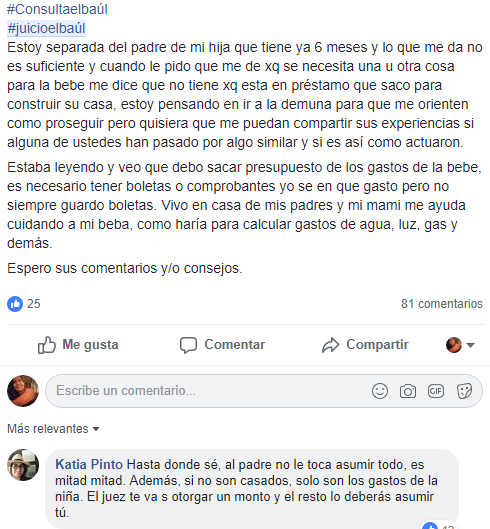 #Consultaelbaúl
#juicioelbaúl
Estoy separada del padre de mi hija que tiene ya 6 meses y lo que me da no
es suficiente y cuando le pido que me de xq se necesita una u otra cosa
para la bebe me dice que no tiene xq esta en préstamo que saco para
construir su casa, estoy pensando en ir a la demuna para que me orienten
como proseguir pero quisiera que me puedan compartir sus experiencias si
alguna de ustedes han pasado por algo similar y si es así como actuaron.
Estaba leyendo y veo que debo sacar presupuesto de los gastos de la bebe,
es necesario tener boletas o comprobantes yo se en que gasto pero no
siempre guardo boletas. Vivo en casa de mis padres y mi mami me ayuda
cuidando a mi beba, como haría para calcular gastos de agua, luz, gas y
demás.
Espero sus comentarios y/o consejos.
25 81 comentarios
Me gusta Comentar Compartir
Escribe un comentario... GIF
Más relevantes
Katia Pinto Hasta donde sé, al padre no le toca asumir todo, es
mitad mitad. Además, si no son casados, solo son los gastos de la
niña. El juez te va s otorgar un monto y el resto lo deberás asumir
tú.